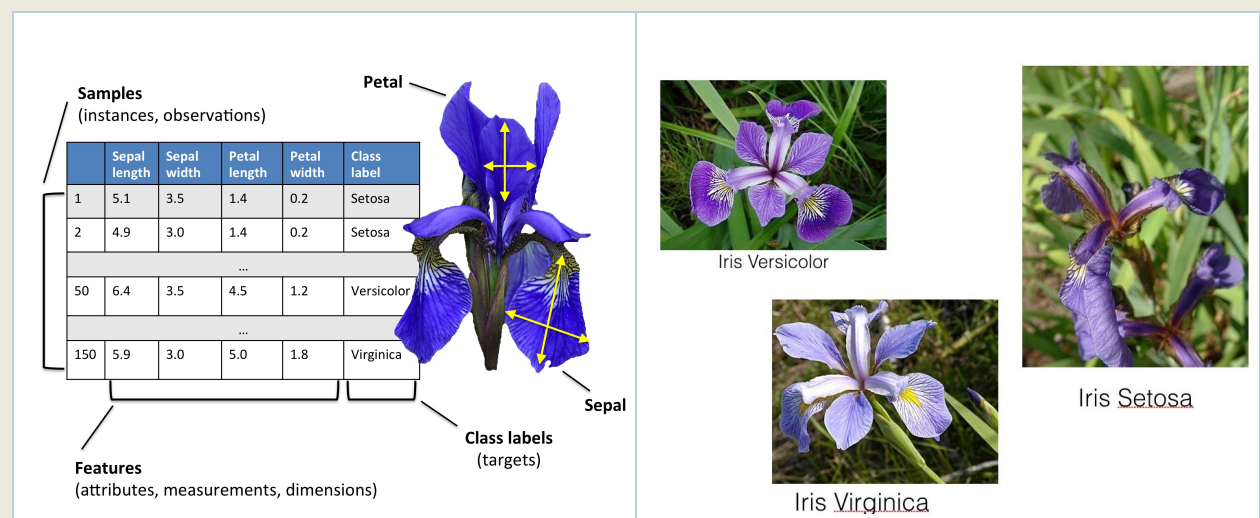 Petal
Samples
(instances, observations)
Sepal length Sepal width Petal length Petal width Class label
1 5.1 3.5 1.4 0.2 Setosa
2 4.9 3.0 1.4 0.2 Setosa
...
50 6.4 3.5 4.5 1.2 Versicolor
...
150 5.9 3.0 5.0 1.8 Virginica
Sepal
Class labels
(targets)
Features
(attributes, measurements, dimensions)
Iris Versicolor
Iris Setosa
Iris Virginica